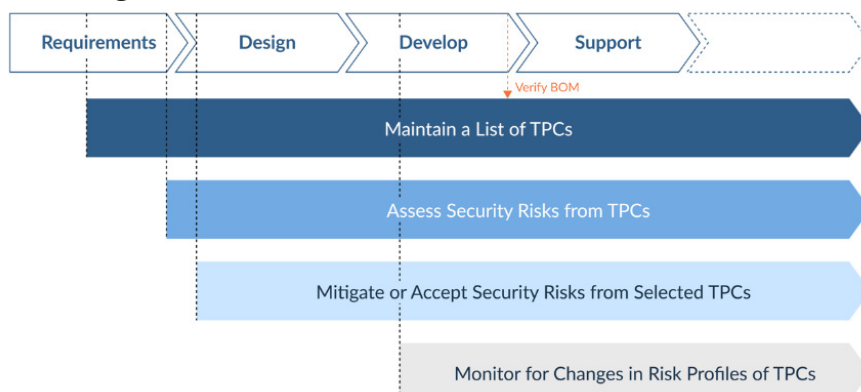 Requirements
Design
Develop
Support
Verify BOM
Maintain a List of TPCs
Assess Security Risks from TPCs
Mitigate or Accept Security Risks from Selected TPCs
Monitor for Changes in Risk Profiles of TPCs